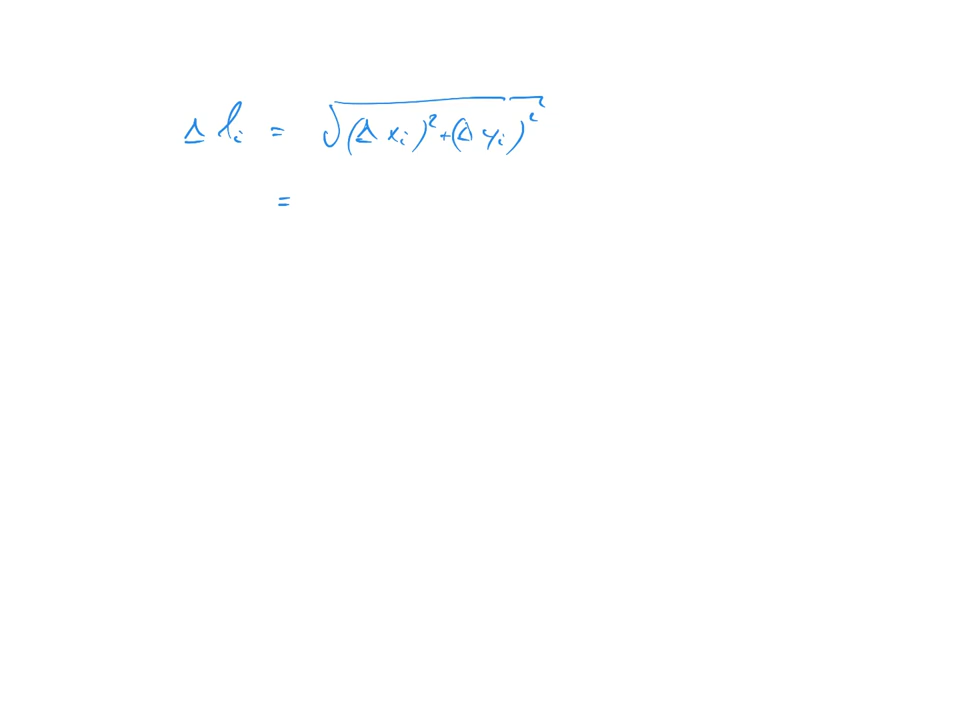 Δ lᵢ = √(Δ xᵢ)² + (Δ yᵢ)²
=